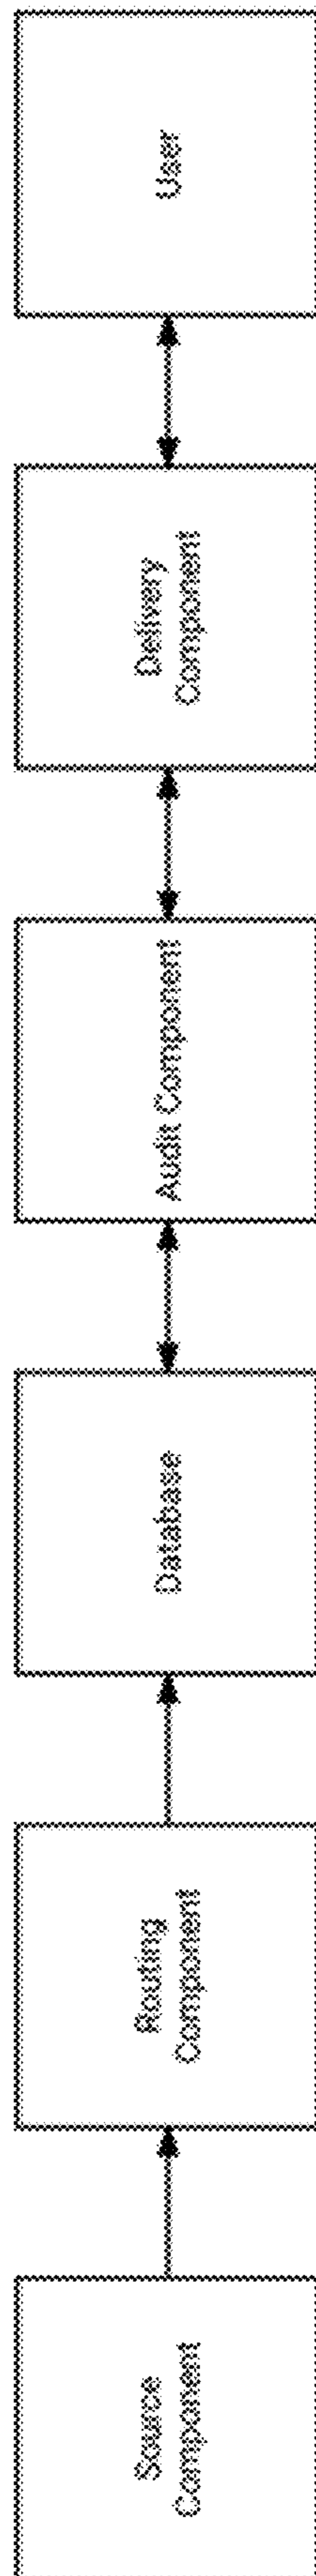 Source
Component
Routing
Component
Database
Audit Component
Delivery
Component
User